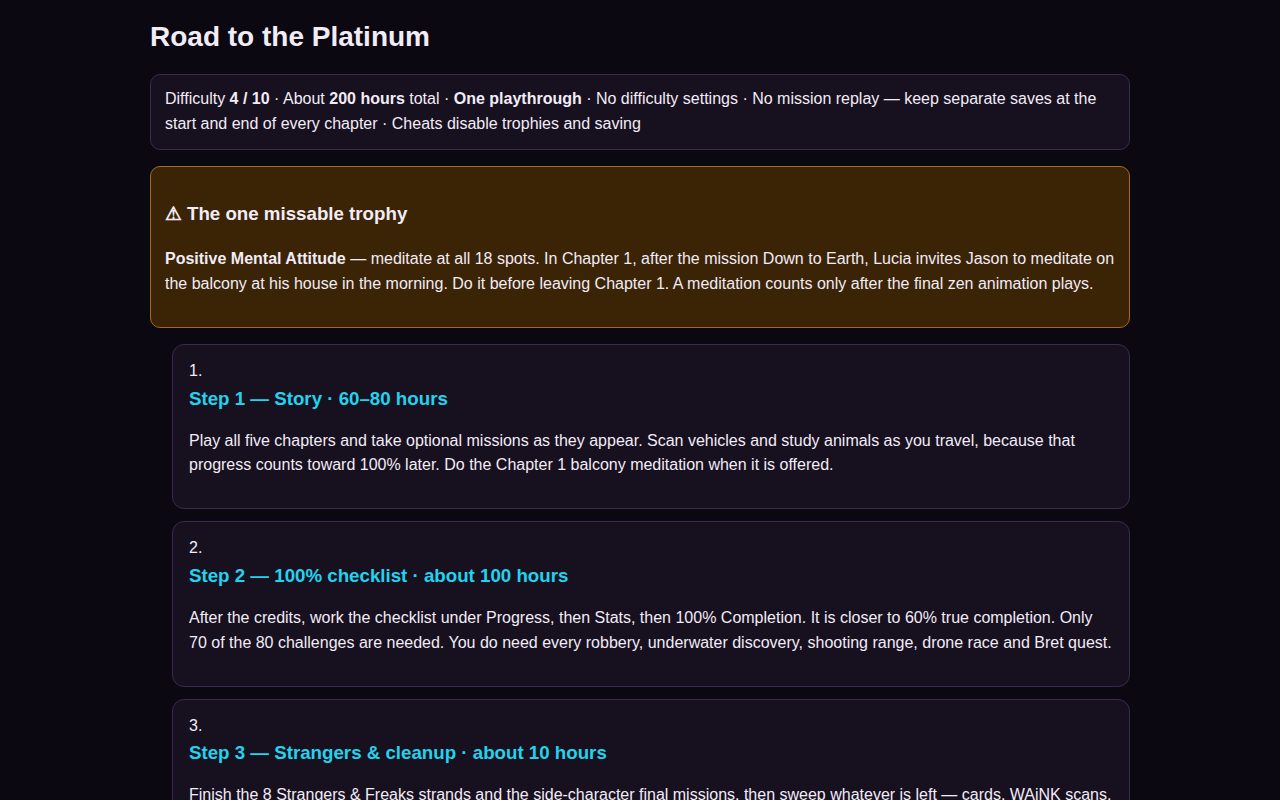 Road to the Platinum
Difficulty 4 / 10 · About 200 hours total · One playthrough · No difficulty settings · No mission replay — keep separate saves at the
start and end of every chapter · Cheats disable trophies and saving
⚠ The one missable trophy
Positive Mental Attitude — meditate at all 18 spots. In Chapter 1, after the mission Down to Earth, Lucia invites Jason to meditate on
the balcony at his house in the morning. Do it before leaving Chapter 1. A meditation counts only after the final zen animation plays.
1.
Step 1 — Story · 60–80 hours
Play all five chapters and take optional missions as they appear. Scan vehicles and study animals as you travel, because that
progress counts toward 100% later. Do the Chapter 1 balcony meditation when it is offered.
2.
Step 2 — 100% checklist · about 100 hours
After the credits, work the checklist under Progress, then Stats, then 100% Completion. It is closer to 60% true completion. Only
70 of the 80 challenges are needed. You do need every robbery, underwater discovery, shooting range, drone race and Bret quest.
3.
Step 3 — Strangers & cleanup · about 10 hours
Finish the 8 Strangers & Freaks strands and the side-character final missions, then sweep whatever is left — cards, WAiNK scans,